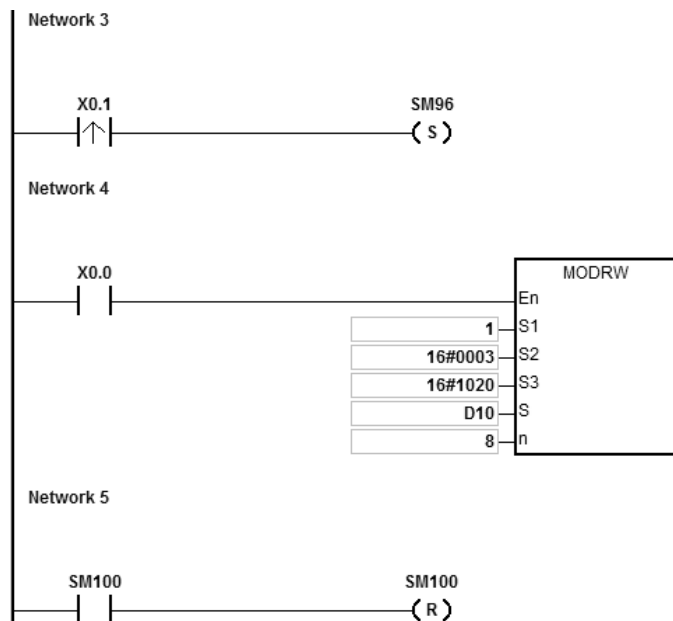 Network 3
X0.1 SM96
S
Network 4
X0.0 MODRW
En
1 S1
16#0003 S2
16#1020 S3
D10 S
8 n
Network 5
SM100 SM100
R